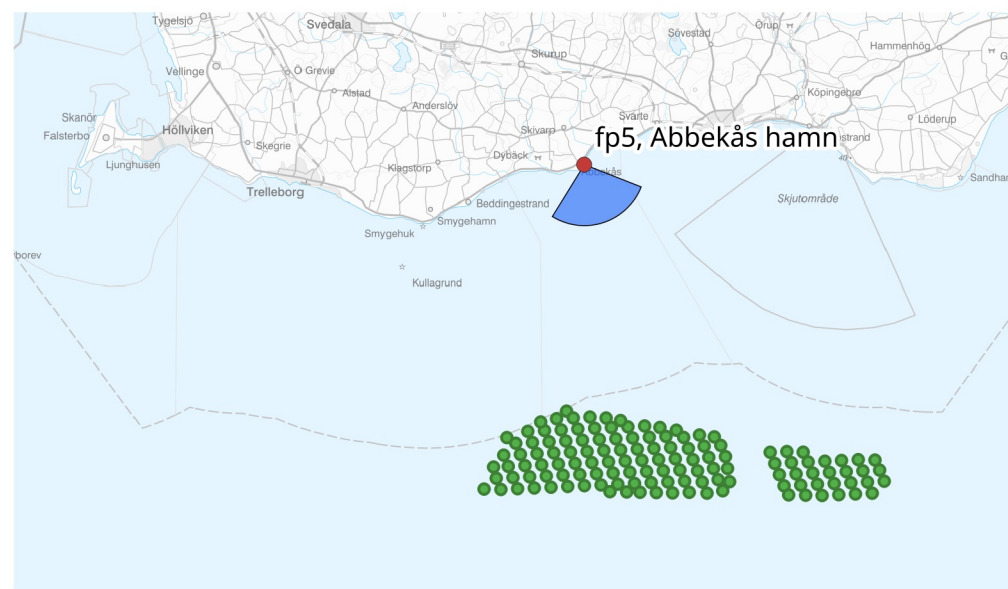 Tygelsjö
Svedala
Örup
Sövestad
Hammenhög
Skurup
Vellinge
Grevie
Alstad
Köpingebro
Anderslöv
Skanör
Svarte
Löderup
Falsterbo
Höllviken
Skivarp
fp5, Abbekås hamn
Skegrie
Dybäck
Ljunghusen
Klagstorp
Abbekås
Trelleborg
Skjutområde
Beddingestrand
Smygehamn
Smygehuk
Kullagrund